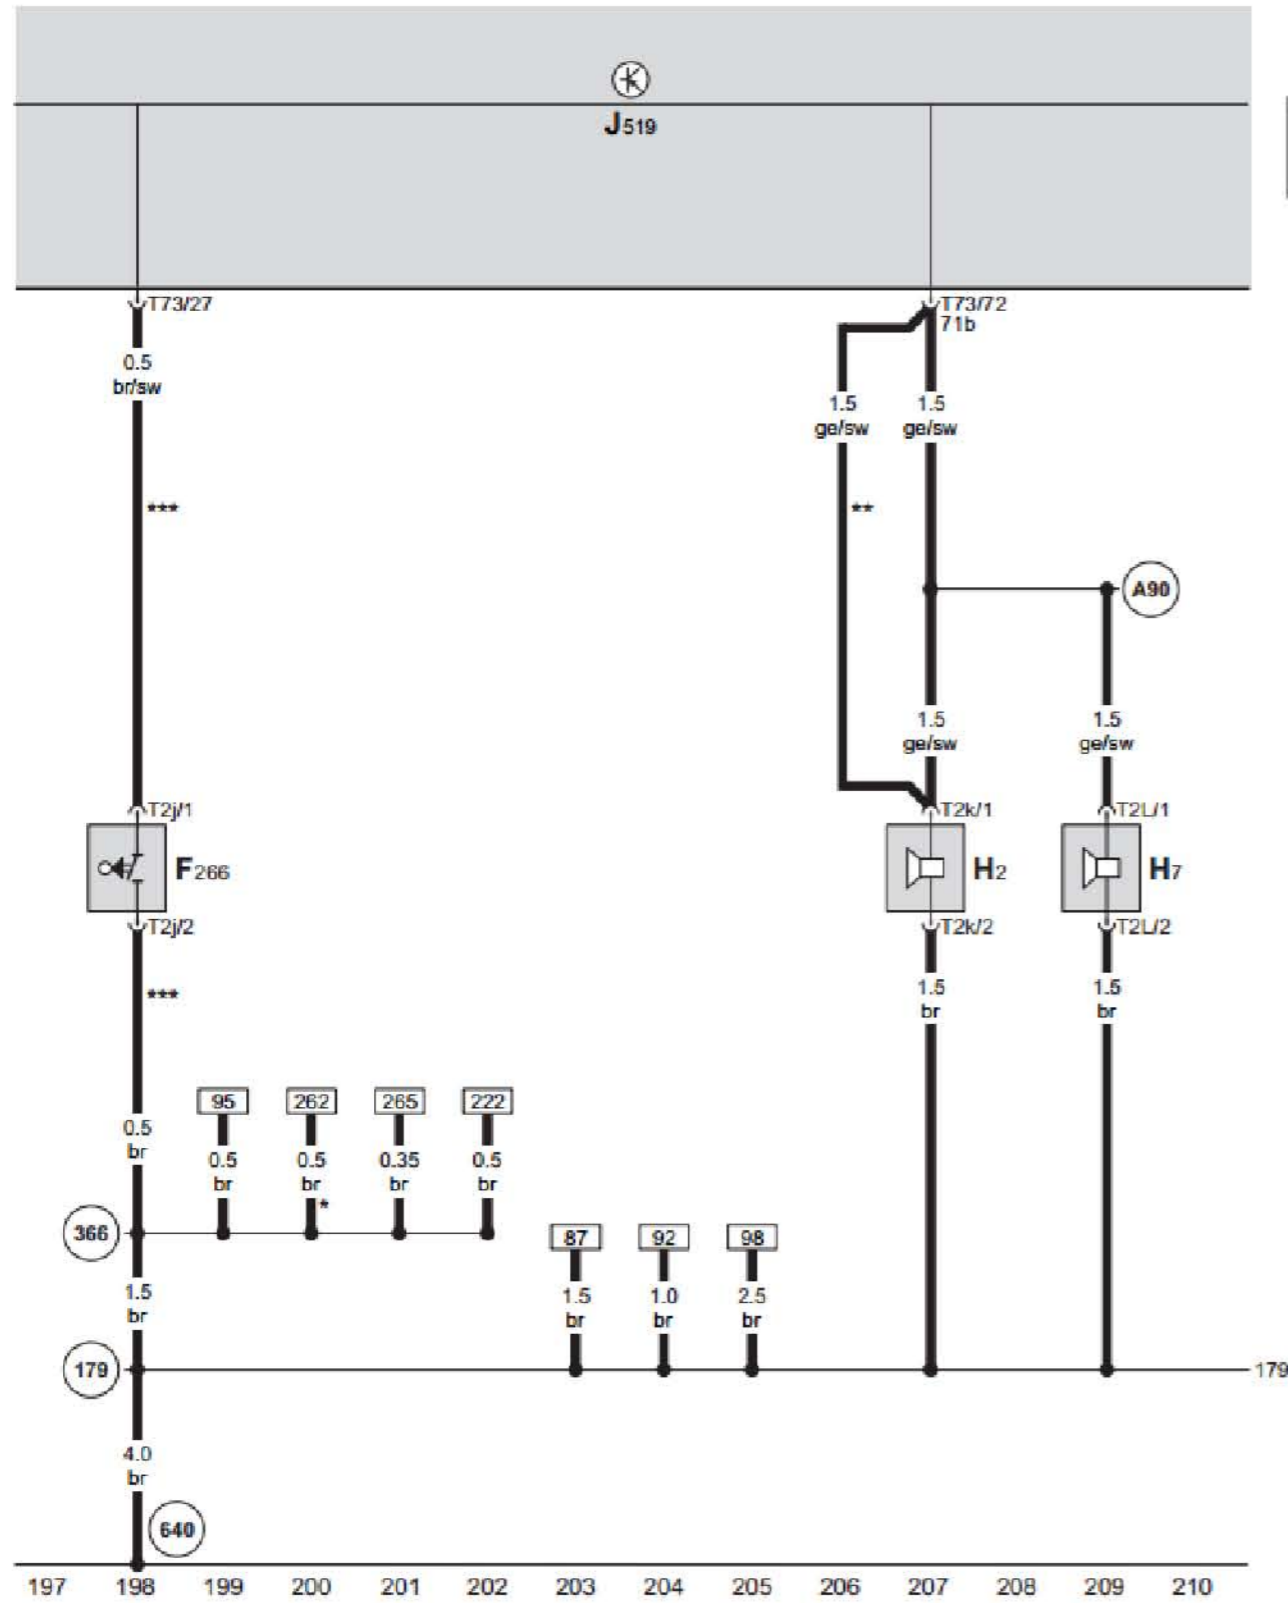 J519
T73/27
T73/72
71b
0.5
br/sw
1.5
ge/sw
1.5
ge/sw
***
**
A90
1.5
ge/sw
1.5
ge/sw
T2j/1
T2k/1
T2L/1
F266
H2
H7
T2j/2
T2k/2
T2L/2
***
1.5
br
1.5
br
95
262
265
222
0.5
br
0.5
br
0.5
br
*
0.35
br
0.5
br
366
87
92
98
1.5
br
1.5
br
1.0
br
2.5
br
179
179
4.0
br
640
197 198 199 200 201 202 203 204 205 206 207 208 209 210